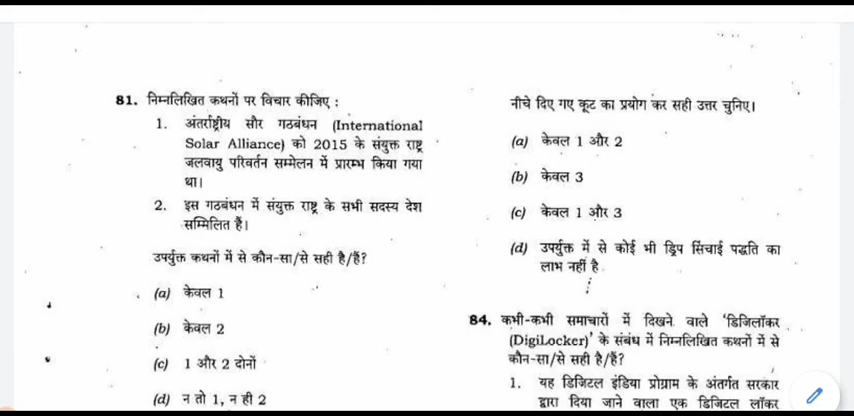 81. निम्नलिखित कथनों पर विचार कीजिए :
1. अंतर्राष्ट्रीय सौर गठबंधन (International
Solar Alliance) को 2015 के संयुक्त राष्ट्र
जलवायु परिवर्तन सम्मेलन में प्रारम्भ किया गया
था।
2. इस गठबंधन में संयुक्त राष्ट्र के सभी सदस्य देश
सम्मिलित हैं।
उपर्युक्त कथनों में से कौन-सा/से सही है/हैं?
(a) केवल 1
(b) केवल 2
(c) 1 और 2 दोनों
(d) न तो 1, न ही 2
नीचे दिए गए कूट का प्रयोग कर सही उत्तर चुनिए।
(a) केवल 1 और 2
(b) केवल 3
(c) केवल 1 और 3
(d) उपर्युक्त में से कोई भी ड्रिप सिंचाई पद्धति का
लाभ नहीं है
84. कभी-कभी समाचारों में दिखने वाले 'डिजिलॉकर
(DigiLocker)' के संबंध में निम्नलिखित कथनों में से
कौन-सा/से सही है/हैं?
1. यह डिजिटल इंडिया प्रोग्राम के अंतर्गत सरकार
द्वारा दिया जाने वाला एक डिजिटल लॉकर